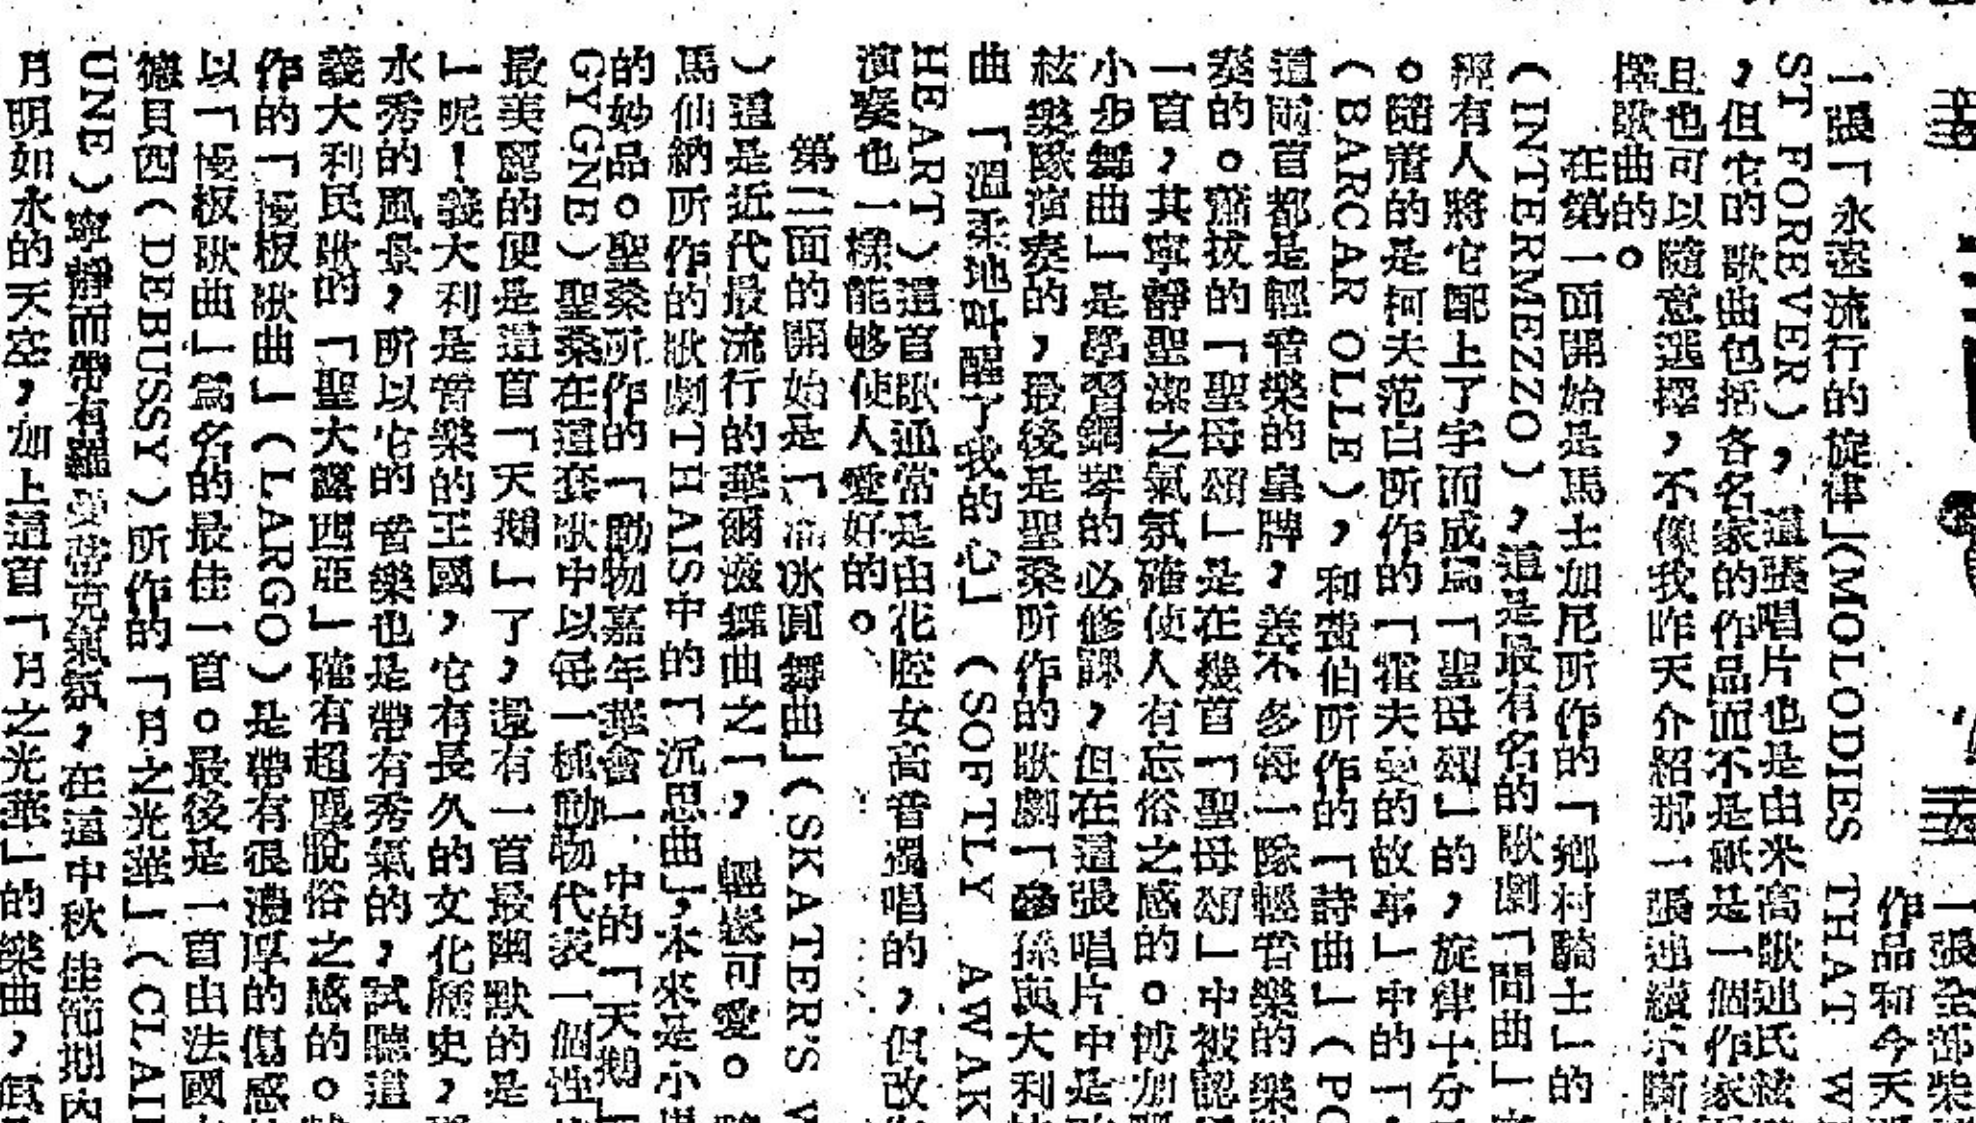 一張全部柴
作品和今天
一張「永遠流行的旋律」(MOLODIES THAT W
ST FOREVER),這張唱片也是由米高歌連氏絃
,但它的歌曲包括各名家的作品而不是祗是一個作家
且也可以隨意選擇,不像我昨天介紹那一張連續不斷
擇歌曲的。
在第一面開始是馬士加尼所作的「鄉村騎士」的
(INTERMEZZO),這是最有名的歌劇「間曲」
經有人將它配上了字而成爲「聖母頌」的,旋律十分
。隨着的是柯夫范白所作的「霍夫曼的故事」中的「
(BARCAR OLLE),和費伯所作的「詩曲」(PO
這兩首都是輕音樂的皇牌,差不多每一隊輕音樂的樂
奏的。蕭拔的「聖母頌」是在幾首「聖母頌」中被認
一首,其寧靜聖潔之氣氛確使人有忘俗之感的。博加
小步舞曲」是學習鋼琴的必修課,但在這張唱片中是
絃樂隊演奏的,最後是聖桑所作的歌劇「參孫與大利
曲「溫柔地叫醒了我的心」(SOFTLY AWAK
HEART)這首歌通常是由花腔女高音獨唱的,但改
演奏也一樣能够使人愛好的。
第二面的開始是「溜冰圓舞曲」(SKATER'S W
)這是近代最流行的華爾滋舞曲之一,輕鬆可愛。
馬仙納所作的歌劇THAIS中的「沉思曲」,本來是小
的妙品。聖桑所作的「動物嘉年華會」中的「天鵝」
GYGNE)聖桑在這套歌中以每一種動物代表一個性
最美麗的便是這首「天鵝」了,還有一首最幽默的是
」呢!義大利是音樂的王國,它有長久的文化歷史,
水秀的風景,所以它的音樂也是帶有秀氣的,試聽這
義大利民歌的「聖大露西亞」確有超塵脫俗之感的。
作的「慢板歌曲」(LARGO)是帶有很濃厚的傷感
以「慢板歌曲」爲名的最佳一首。最後是一首由法國
德貝西(DEBUSSY)所作的「月之光華」(CLAIR
UNE)寧靜而帶有羅曼蒂克氣氛,在這中秋佳節期內
月明如水的天空,加上這首「月之光華」的樂曲,